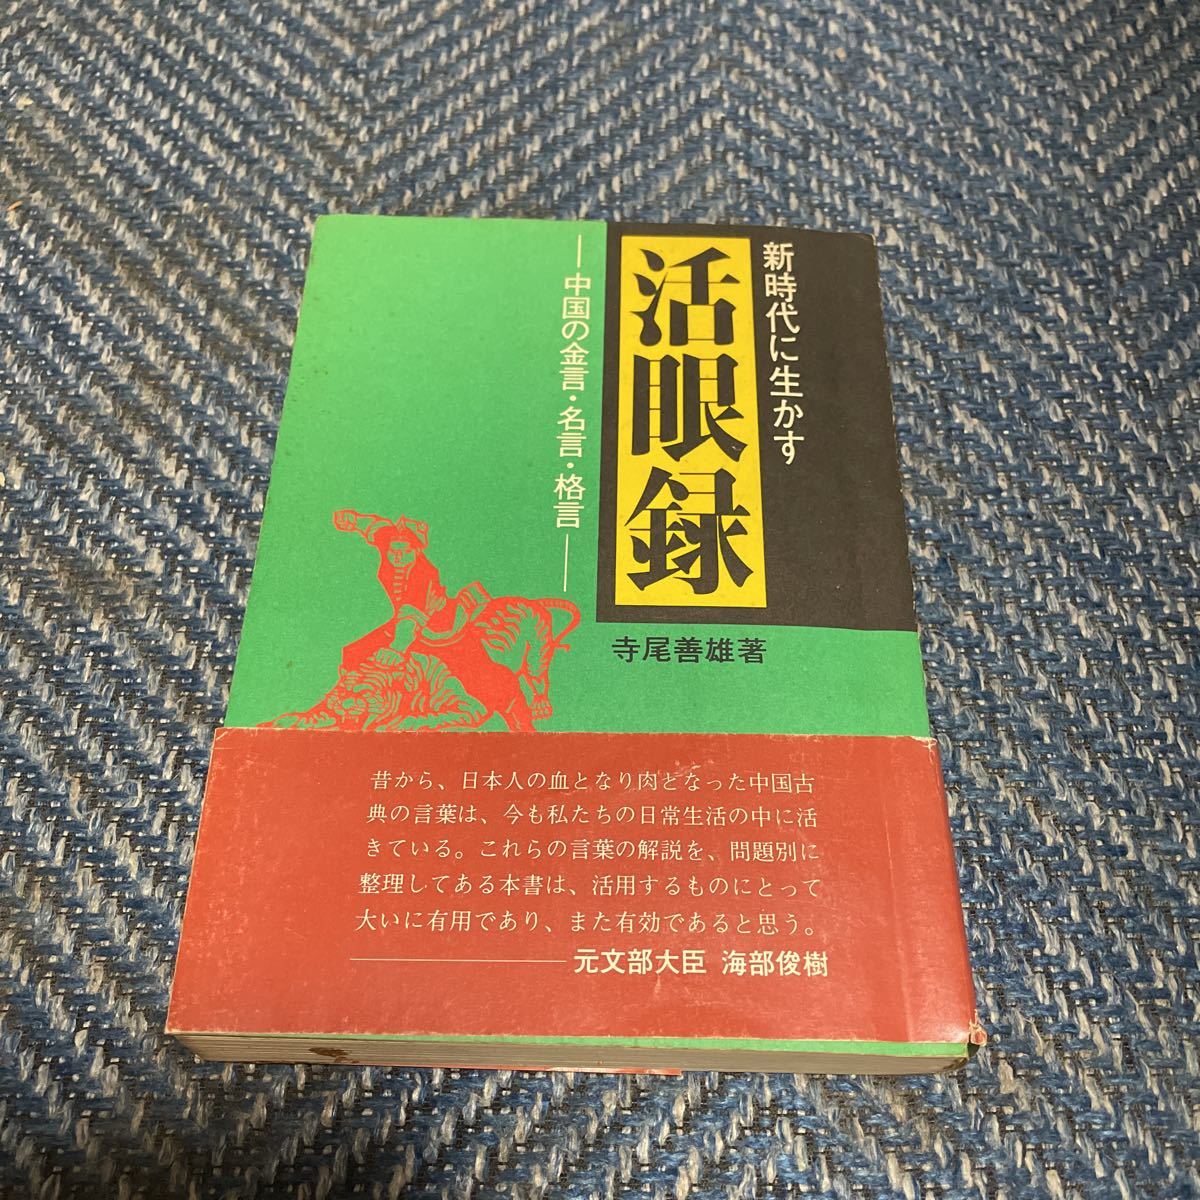 新時代に生かす
活眼録
―中国の金言・名言・格言―
寺尾善雄著
昔から、日本人の血となり肉となった中国古
典の言葉は、今も私たちの日常生活の中に活
きている。これらの言葉の解説を、問題別に
整理してある本書は、活用するものにとって
大いに有用であり、また有効であると思う。
元文部大臣 海部俊樹